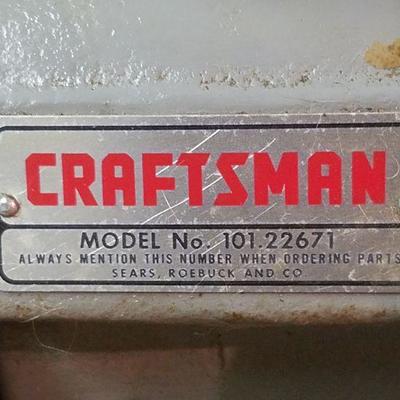 CRAFTSMAN
MODEL No. 101.22671
ALWAYS MENTION THIS NUMBER WHEN ORDERING PARTS
SEARS, ROEBUCK AND CO